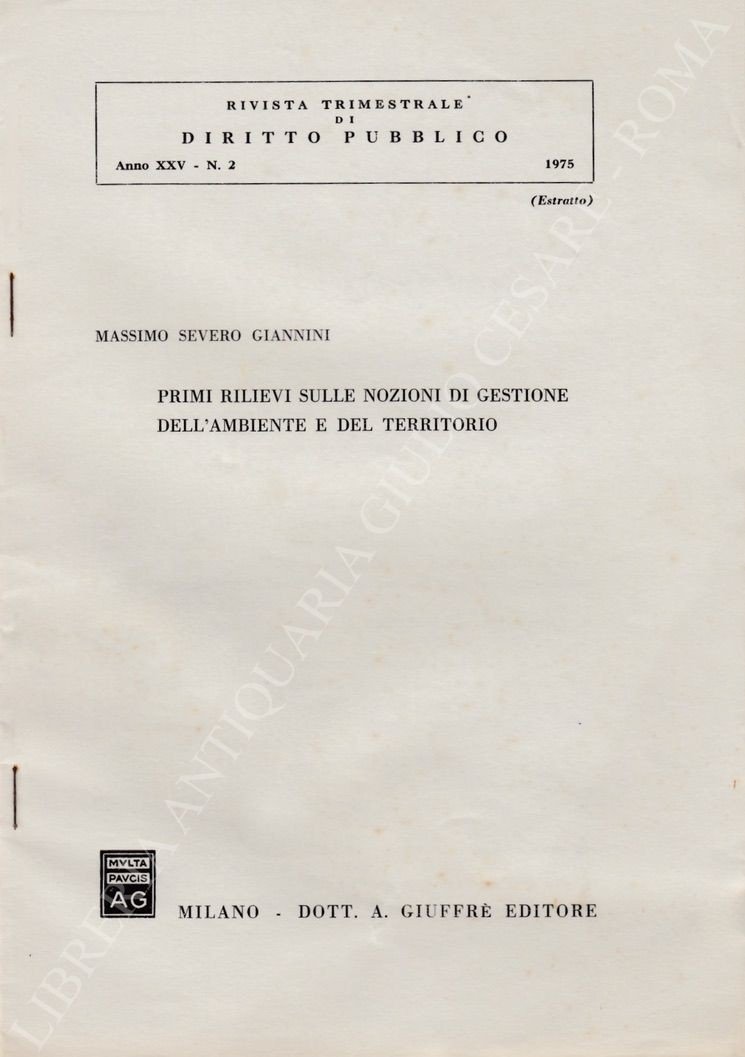 RIVISTA TRIMESTRALE
DI
DIRITTO PUBBLICO
Anno XXV - N. 2 1975
(Estratto)
MASSIMO SEVERO GIANNINI
PRIMI RILIEVI SULLE NOZIONI DI GESTIONE
DELL'AMBIENTE E DEL TERRITORIO
MVLTA
PAVCIS
AG
MILANO - DOTT. A. GIUFFRÈ EDITORE
LIBRERIA ANTIQUARIA GIULIO CESARE - ROMA